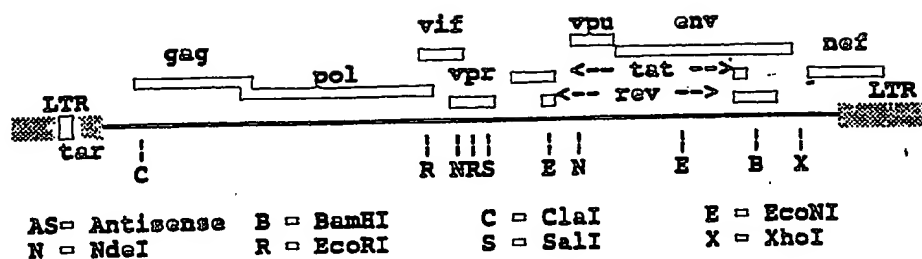 vif vpu env
gag pol vpr <-- tat --> nef
LTR <-- rev --> LTR
tar
C R N R S E N E B X
AS= Antisense B = BamHI C = ClaI E = EcoNI
N = NdeI R = EcoRI S = SalI X = XhoI